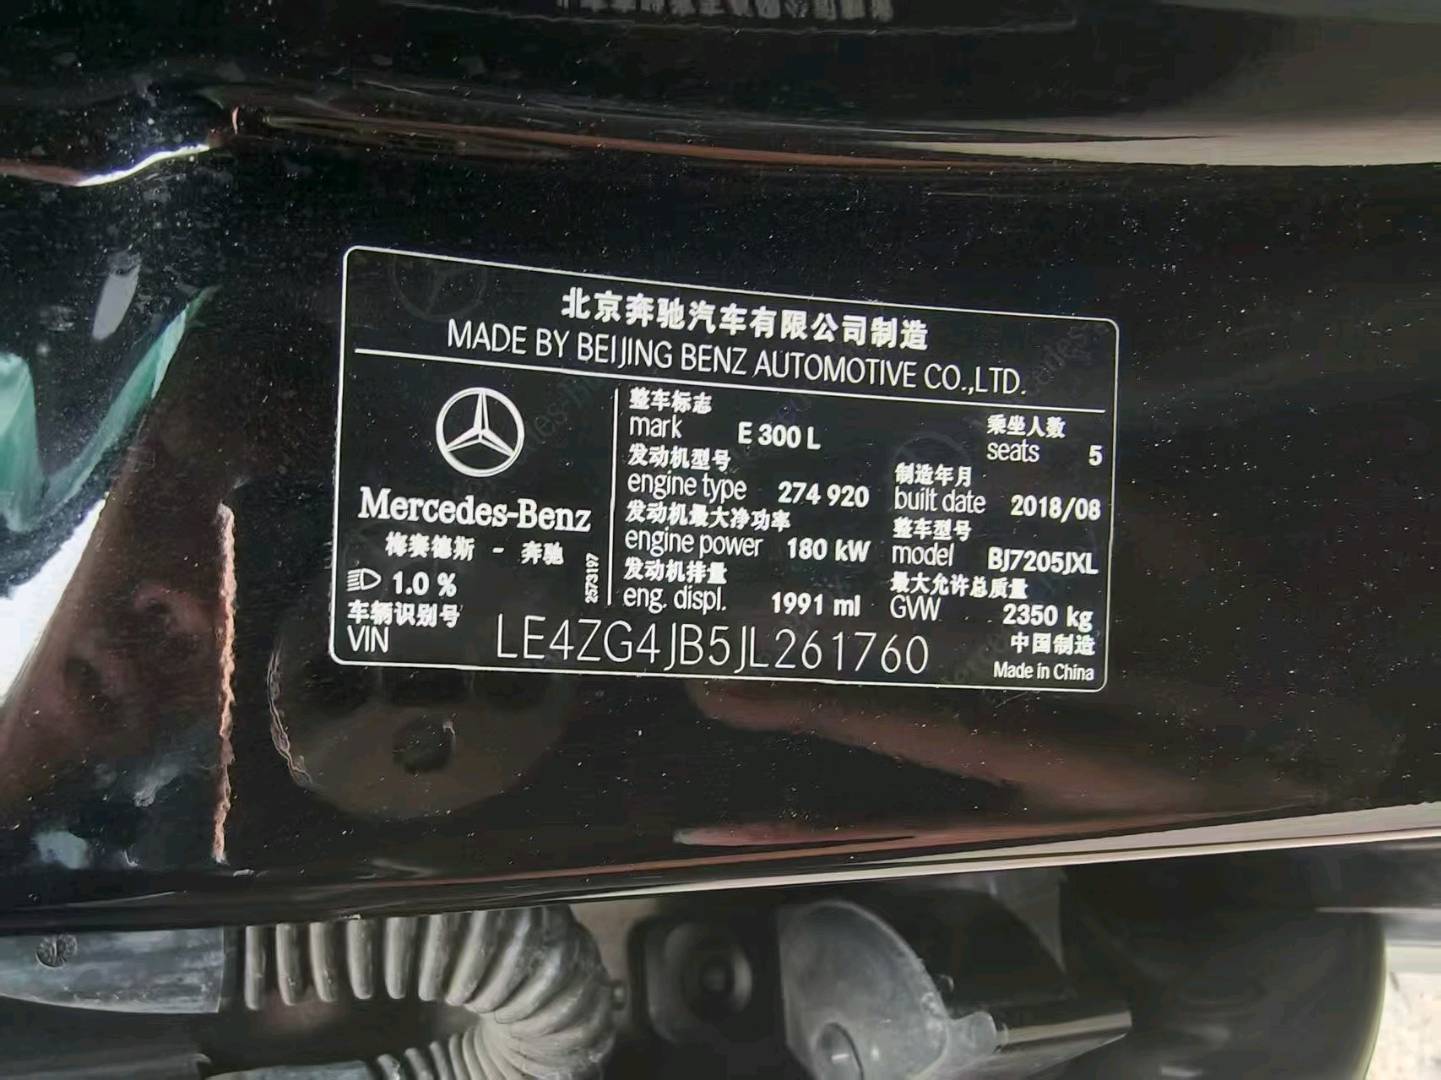 北京奔驰汽车有限公司制造
MADE BY BEIJING BENZ AUTOMOTIVE CO.,LTD.
Mercedes-Benz
梅赛德斯 - 奔驰
1.0 %
2573197
整车标志
mark E 300 L
乘坐人数
seats 5
发动机型号
engine type 274 920
制造年月
built date 2018/08
发动机最大净功率
engine power 180 kW
整车型号
model BJ7205JXL
发动机排量
eng. displ. 1991 ml
最大允许总质量
GVW 2350 kg
车辆识别号
VIN LE4ZG4JB5JL261760
中国制造
Made in China